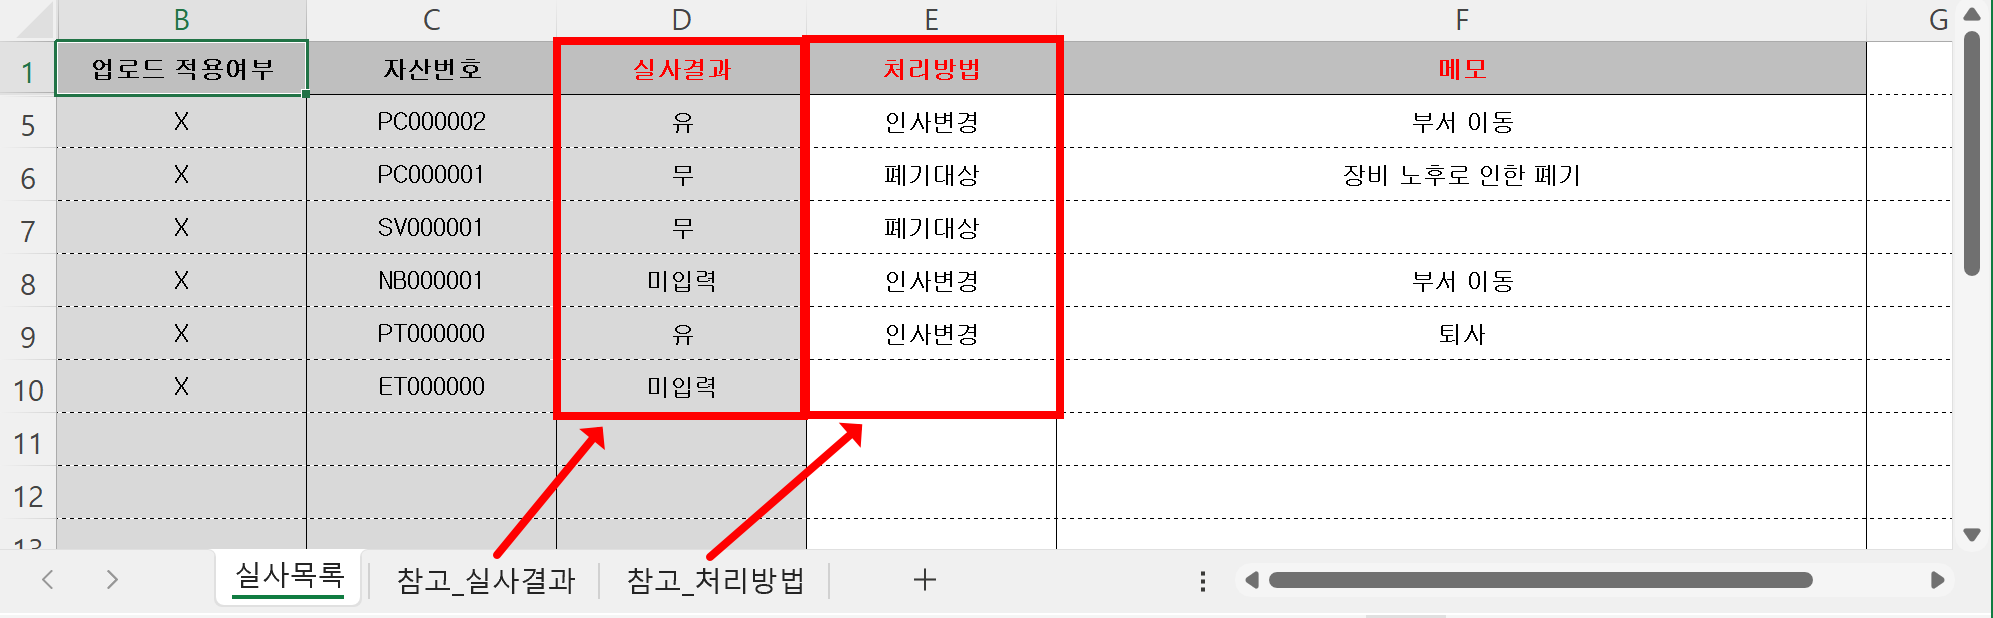 B C D E F G
1 업로드 적용여부 자산번호 실사결과 처리방법 메모
5 X PC000002 유 인사변경 부서 이동
6 X PC000001 무 폐기대상 장비 노후로 인한 폐기
7 X SV000001 무 폐기대상
8 X NB000001 미입력 인사변경 부서 이동
9 X PT000000 유 인사변경 퇴사
10 X ET000000 미입력
11
12
13
실사목록 참고_실사결과 참고_처리방법 +